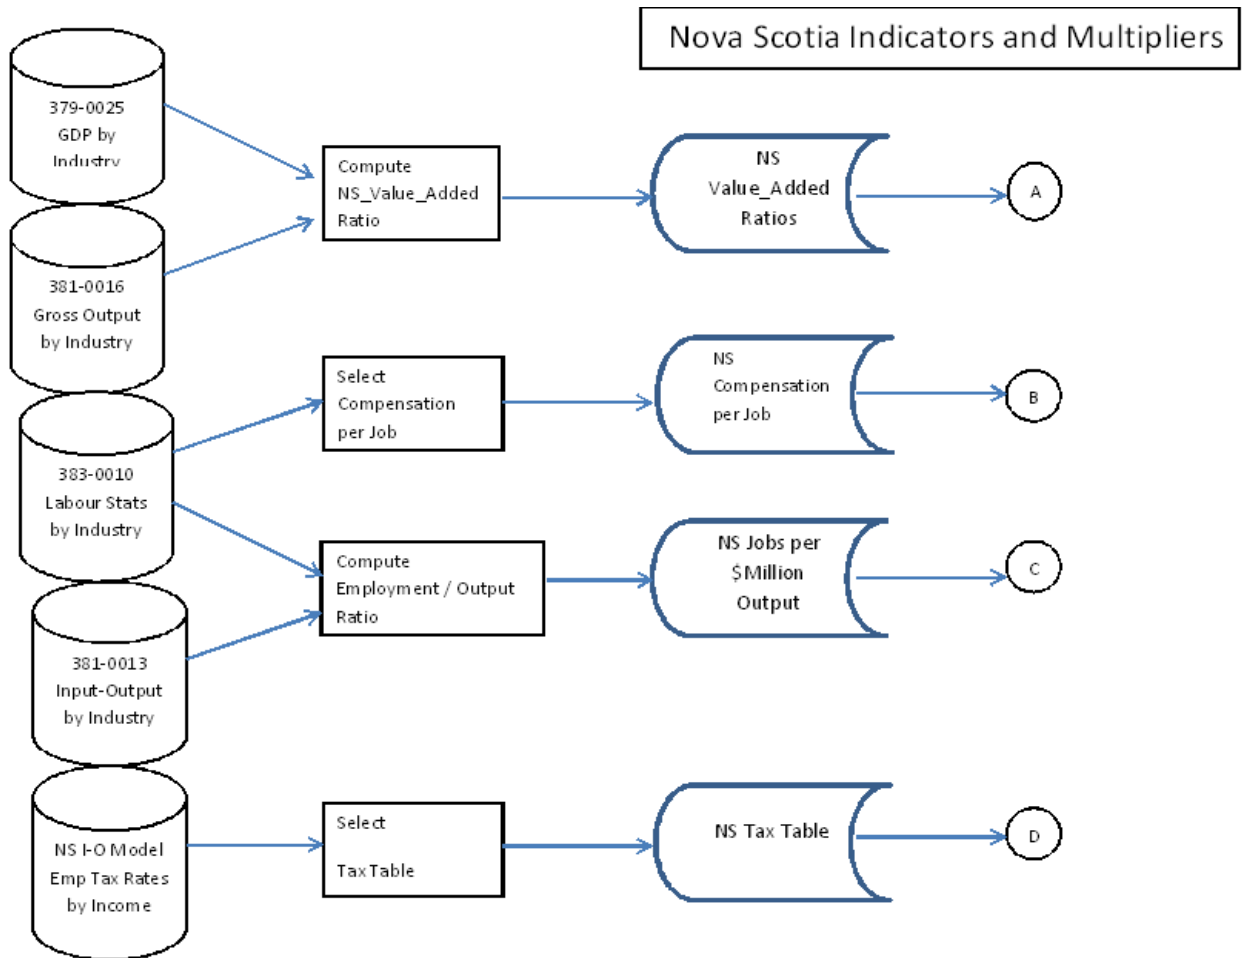 Nova Scotia Indicators and Multipliers
379-0025
GDP by
Industry
381-0016
Gross Output
by Industry
383-0010
Labour Stats
by Industry
381-0013
Input-Output
by Industry
NS I-O Model
Emp Tax Rates
by Income
Compute
NS_Value_Added
Ratio
Select
Compensation
per Job
Compute
Employment / Output
Ratio
Select
Tax Table
NS
Value_Added
Ratios
NS
Compensation
per Job
NS Jobs per
$Million
Output
NS Tax Table
A
B
C
D